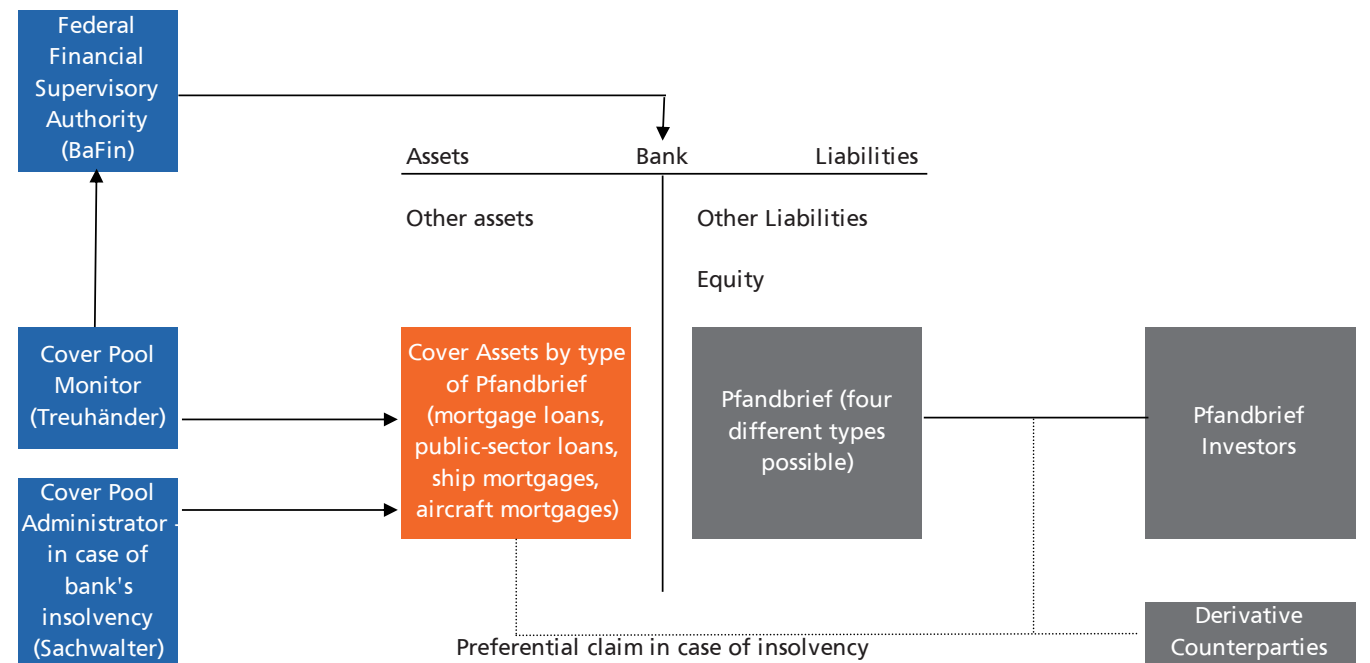 Federal
Financial
Supervisory
Authority
(BaFin)
Assets Bank Liabilities
Other assets Other Liabilities
Equity
Cover Pool
Monitor
(Treuhänder)
Cover Assets by type
of Pfandbrief
(mortgage loans,
public-sector loans,
ship mortgages,
aircraft mortgages)
Pfandbrief (four
different types
possible)
Pfandbrief
Investors
Cover Pool
Administrator -
in case of
bank's
insolvency
(Sachwalter)
Preferential claim in case of insolvency
Derivative
Counterparties